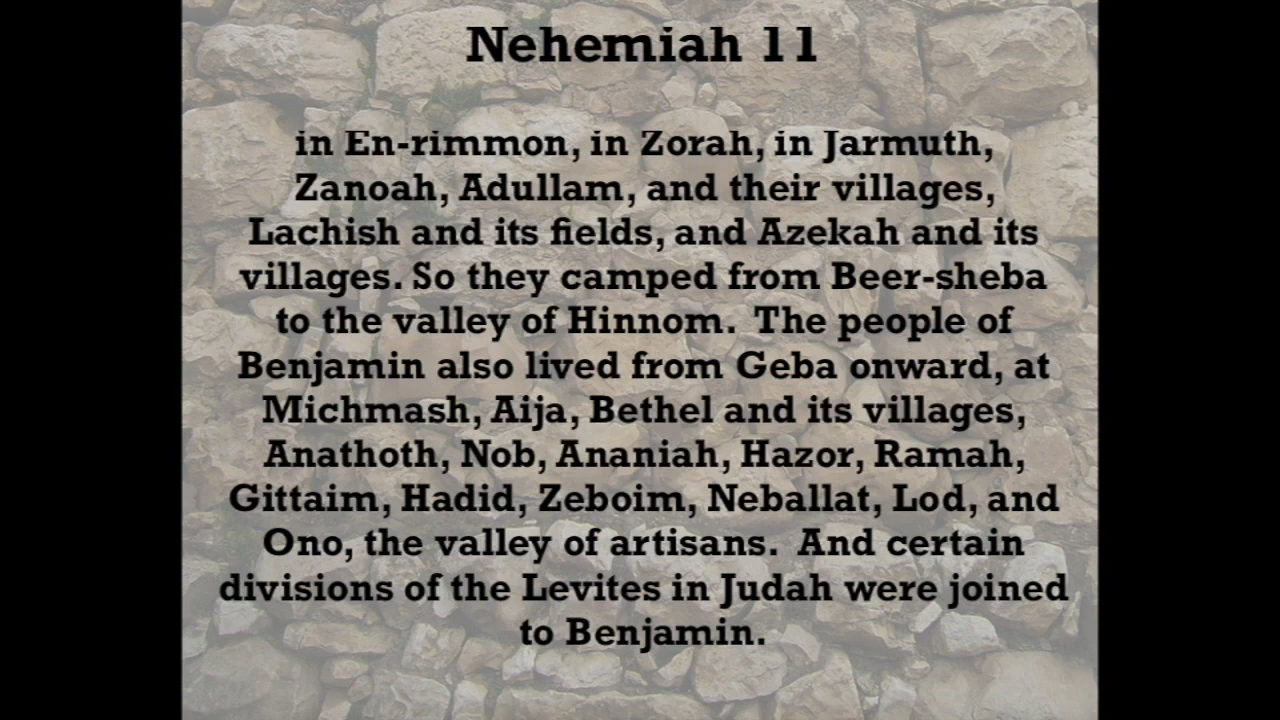 Nehemiah 11
in En-rimmon, in Zorah, in Jarmuth,
Zanoah, Adullam, and their villages,
Lachish and its fields, and Azekah and its
villages. So they camped from Beer-sheba
to the valley of Hinnom.  The people of
Benjamin also lived from Geba onward, at
Michmash, Aija, Bethel and its villages,
Anathoth, Nob, Ananiah, Hazor, Ramah,
Gittaim, Hadid, Zeboim, Neballat, Lod, and
Ono, the valley of artisans.  And certain
divisions of the Levites in Judah were joined
to Benjamin.